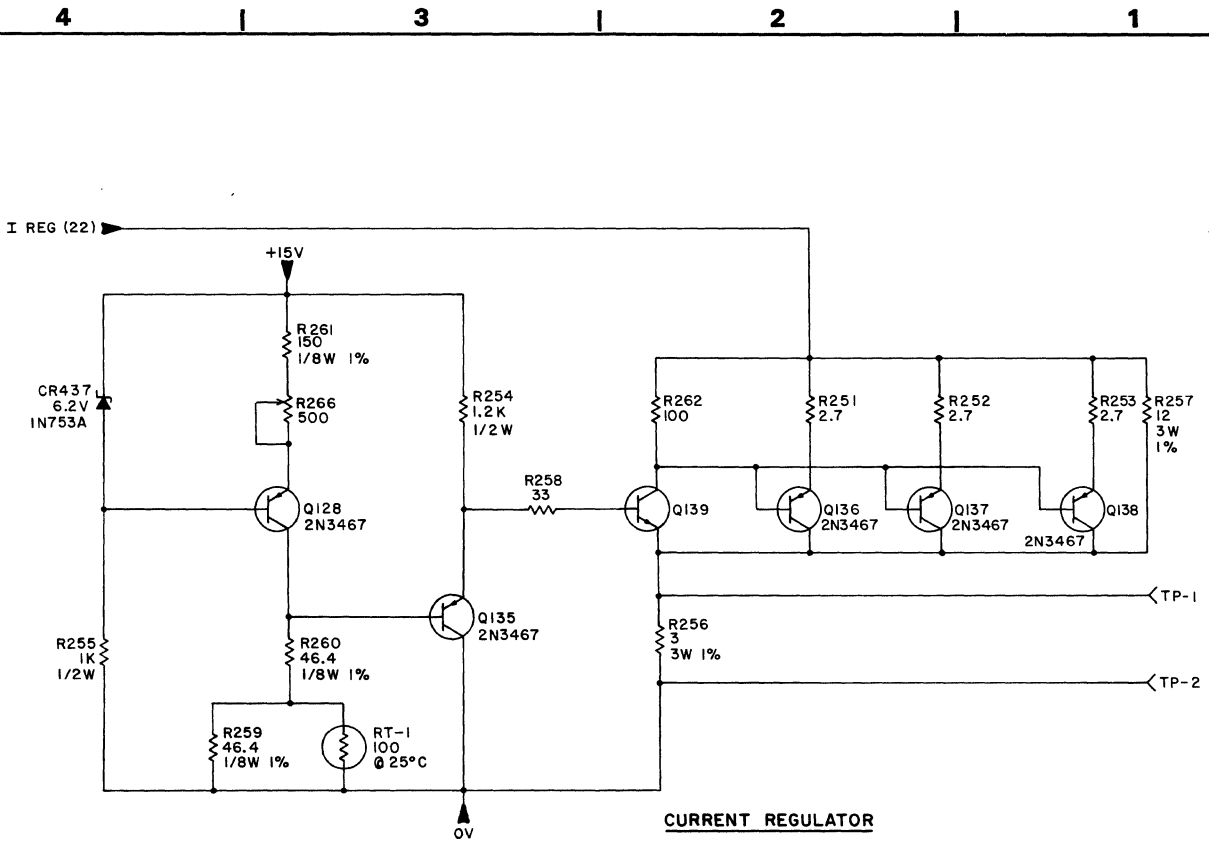 4 3 2 1
I REG (22)
+15V
R261
150
1/8W 1%
CR437
6.2V
1N753A
R266
500
R254
1.2K
1/2W
R262
100
R251
2.7
R252
2.7
R253
2.7
R257
12
3W
1%
R258
33
Q128
2N3467
Q139
Q136
2N3467
Q137
2N3467
Q138
2N3467
TP-1
Q135
2N3467
R255
1K
1/2W
R260
46.4
1/8W 1%
R256
3
3W 1%
TP-2
R259
46.4
1/8W 1%
RT-1
100
@ 25°C
0V
CURRENT REGULATOR